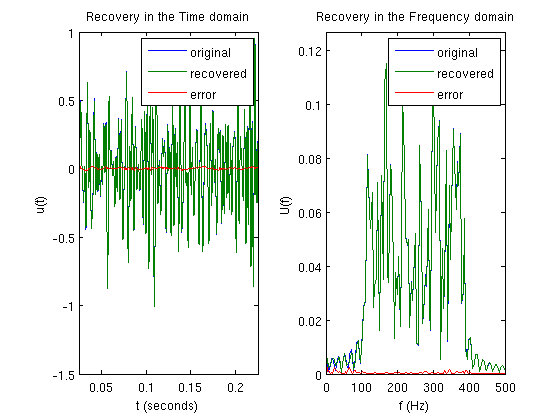 Recovery in the Time domain
1
0.5
0
-0.5
-1
-1.5
0.05
0.1
0.15
0.2
u(t)
t (seconds)
original
recovered
error
Recovery in the Frequency domain
0.12
0.1
0.08
0.06
0.04
0.02
0
0
100
200
300
400
500
U(f)
f (Hz)
original
recovered
error